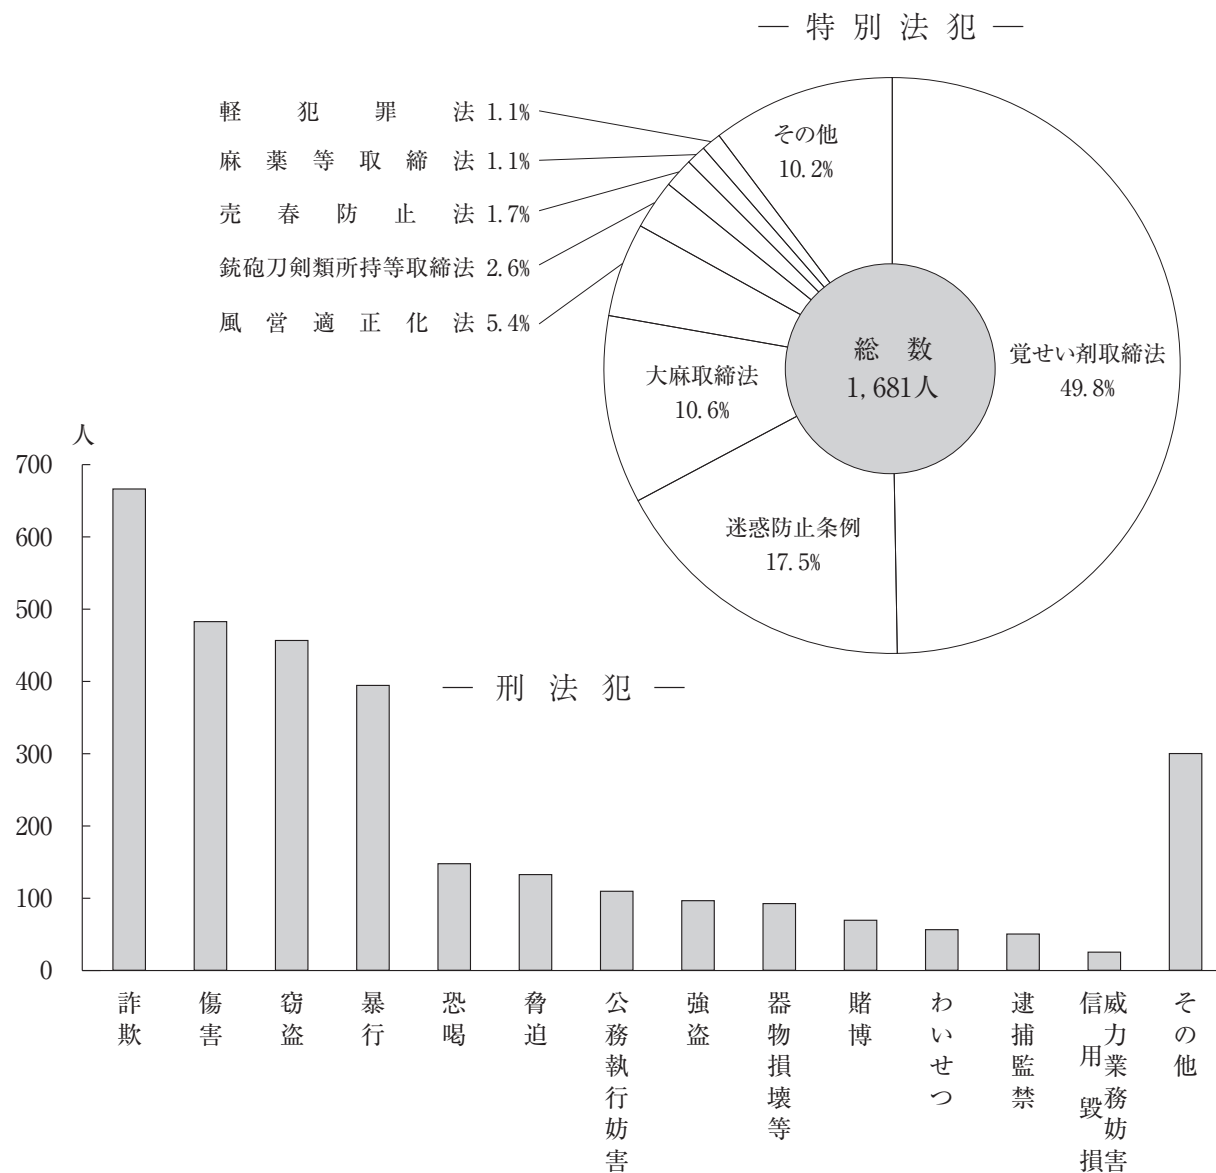 ― 特別法犯 ―
軽犯罪法 1.1%
麻薬等取締法 1.1%
売春防止法 1.7%
銃砲刀剣類所持等取締法 2.6%
風営適正化法 5.4%
その他
10.2%
大麻取締法
10.6%
総数
1,681人
覚せい剤取締法
49.8%
迷惑防止条例
17.5%
人
700
600
500
400
300
200
100
0
― 刑法犯 ―
詐欺
傷害
窃盗
暴行
恐喝
脅迫
公務執行妨害
強盗
器物損壊等
賭博
わいせつ
逮捕監禁
威力業務妨害
信用毀損
その他